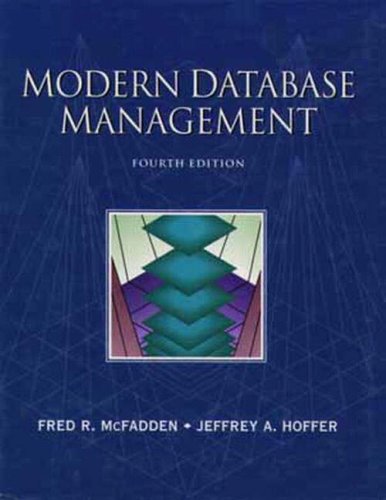 MODERN DATABASE
MANAGEMENT
FOURTH EDITION
FRED R. McFADDEN • JEFFREY A. HOFFER